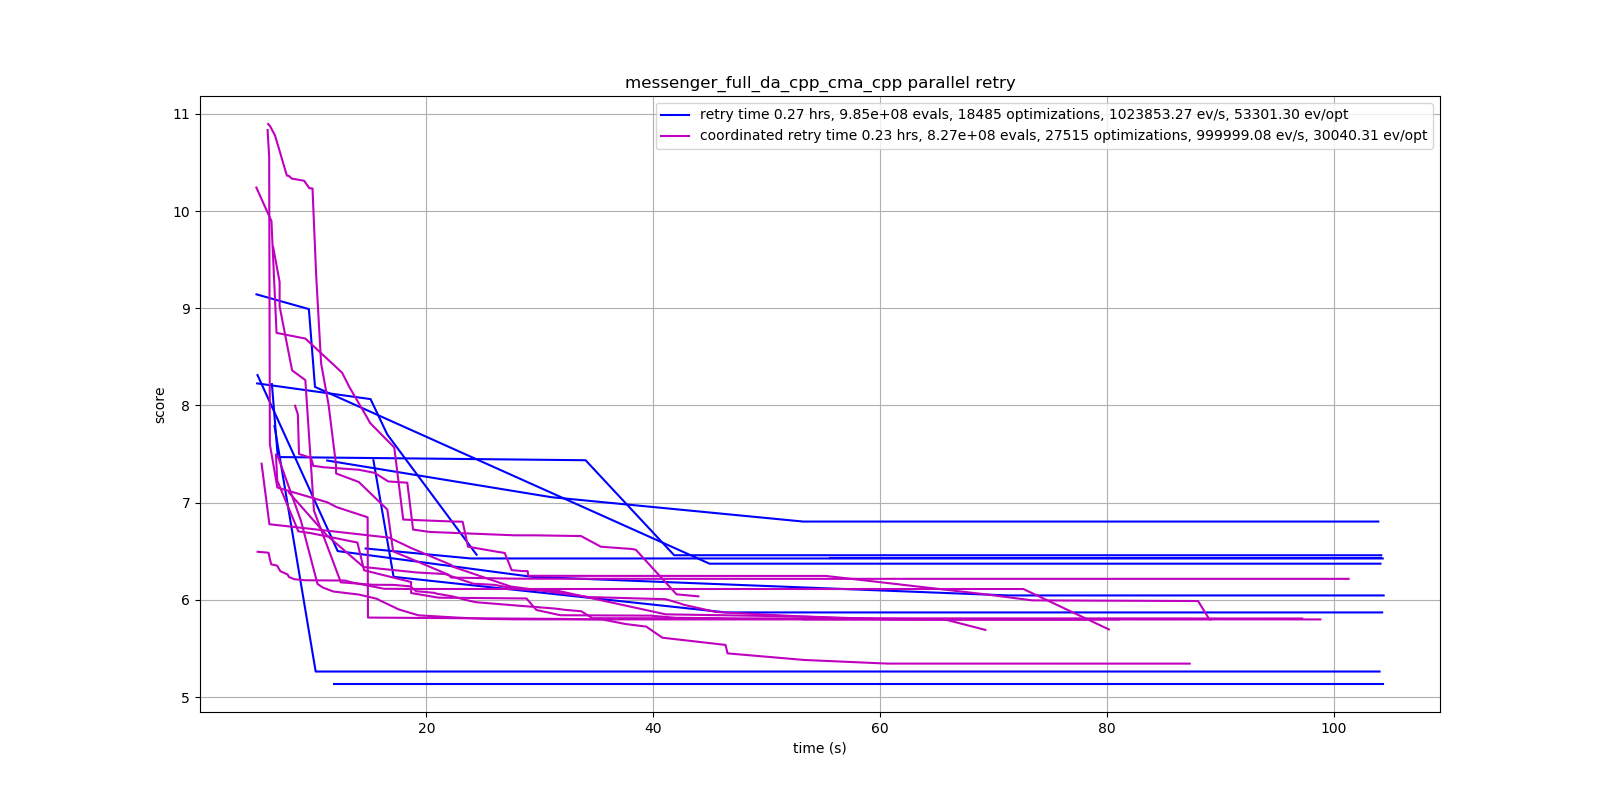 messenger_full_da_cpp_cma_cpp parallel retry
retry time 0.27 hrs, 9.85e+08 evals, 18485 optimizations, 1023853.27 ev/s, 53301.30 ev/opt
coordinated retry time 0.23 hrs, 8.27e+08 evals, 27515 optimizations, 999999.08 ev/s, 30040.31 ev/opt
11
10
9
8
7
6
5
score
20
40
60
80
100
time (s)